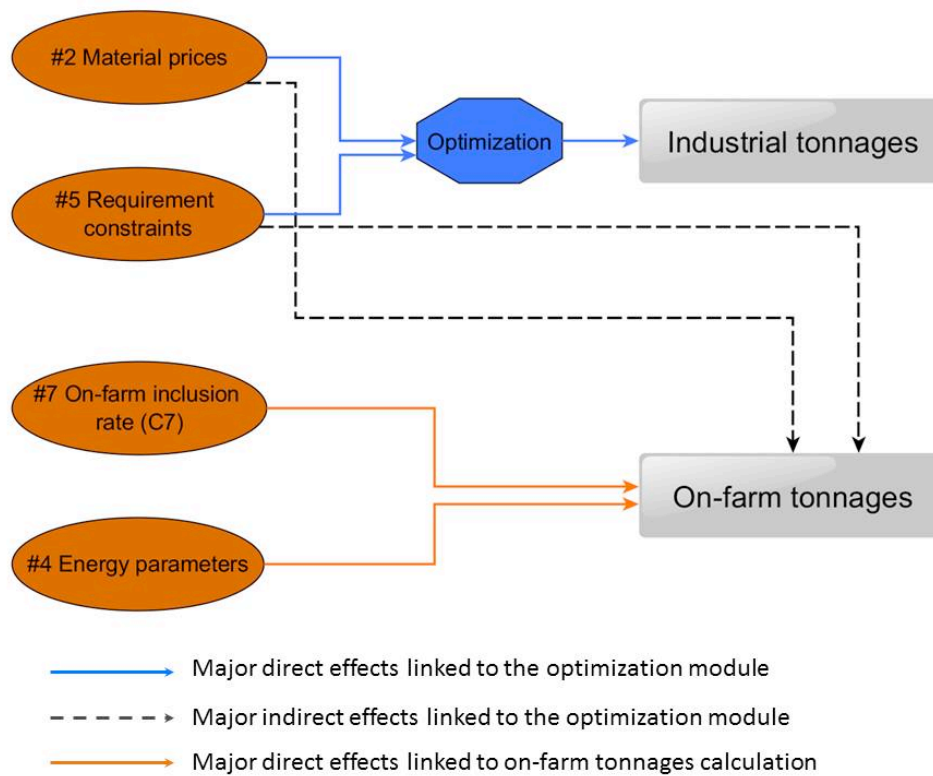 #2 Material prices
Optimization
Industrial tonnages
#5 Requirement
constraints
#7 On-farm inclusion
rate (C7)
On-farm tonnages
#4 Energy parameters
Major direct effects linked to the optimization module
Major indirect effects linked to the optimization module
Major direct effects linked to on-farm tonnages calculation